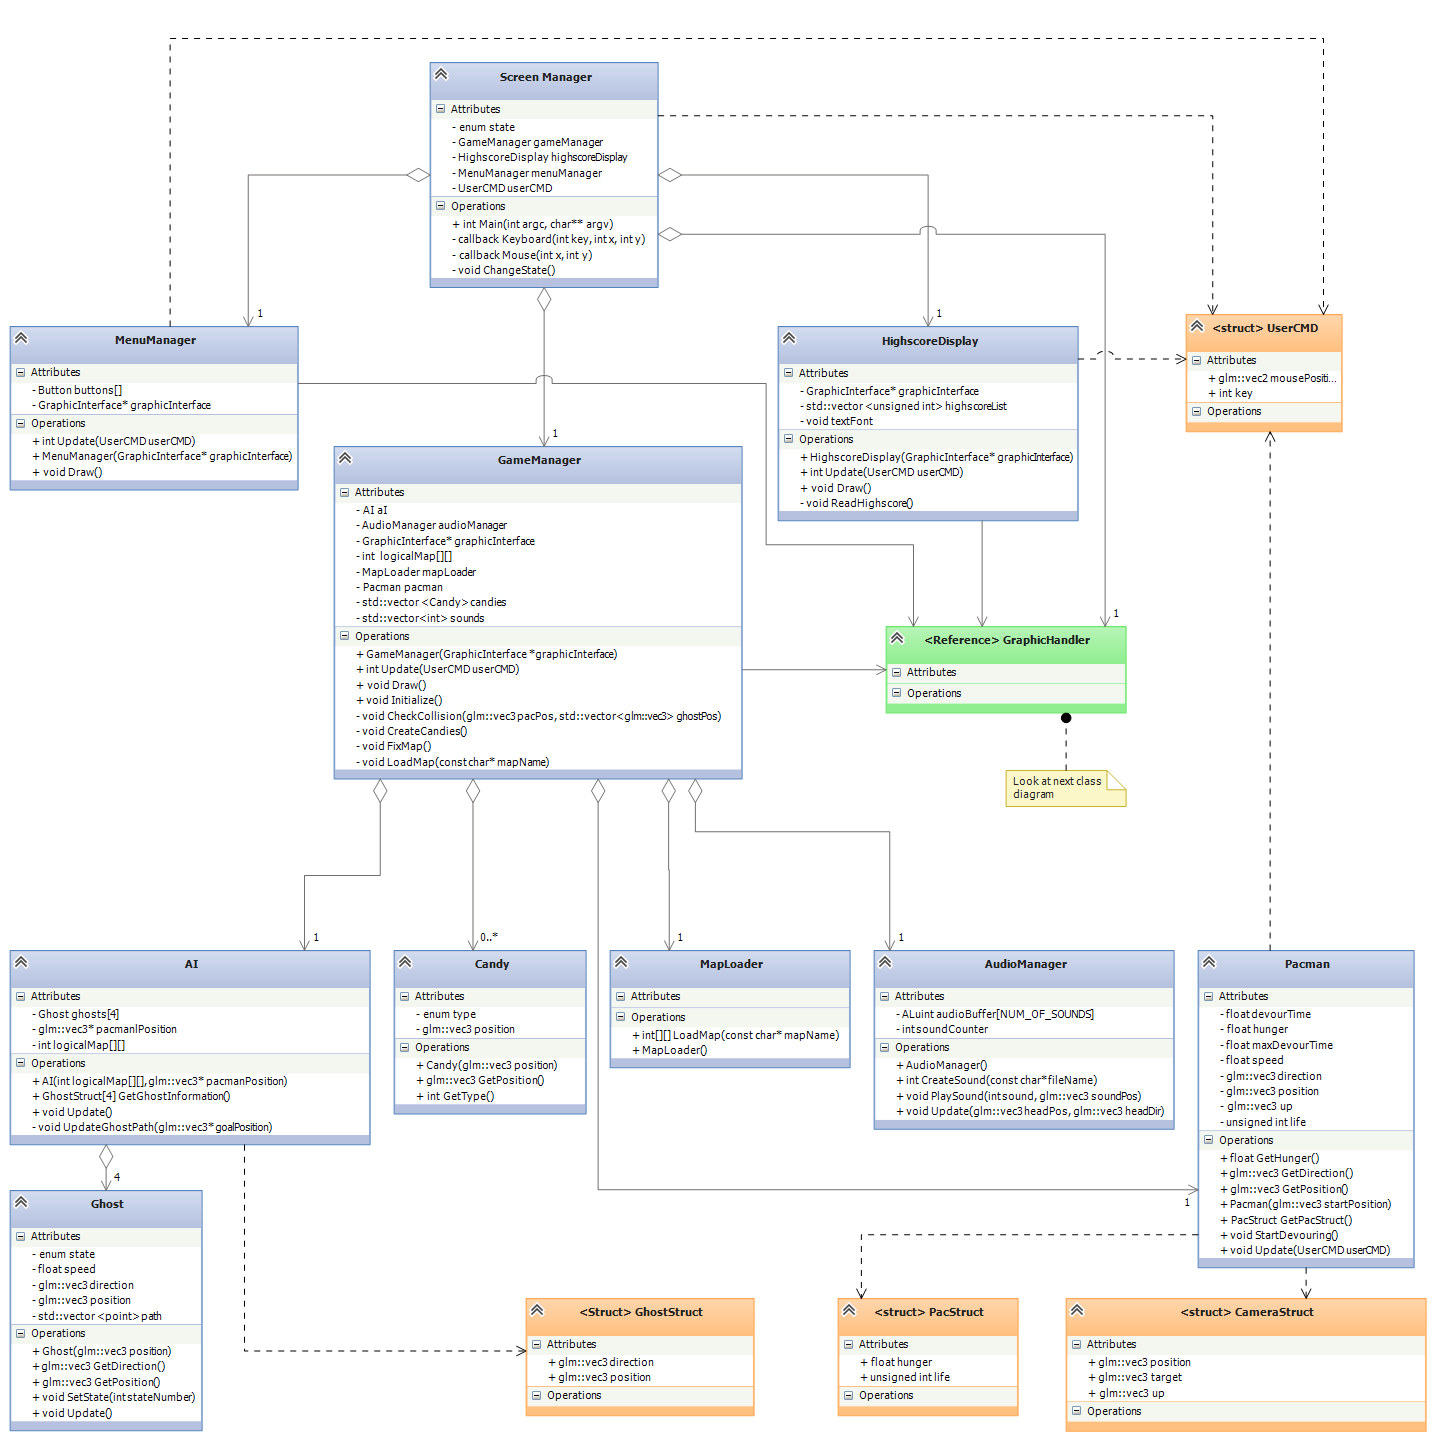 Screen Manager
Attributes
- enum state
- GameManager gameManager
- HighscoreDisplay highscoreDisplay
- MenuManager menuManager
- UserCMD userCMD
Operations
+ int Main(int argc, char** argv)
- callback Keyboard(int key, int x, int y)
- callback Mouse(int x, int y)
- void ChangeState()
1
1
1
1
MenuManager
Attributes
- Button buttons[]
- GraphicInterface* graphicInterface
Operations
+ int Update(UserCMD userCMD)
+ MenuManager(GraphicInterface* graphicInterface)
+ void Draw()
HighscoreDisplay
Attributes
- GraphicInterface* graphicInterface
- std::vector <unsigned int> highscoreList
- void textFont
Operations
+ HighscoreDisplay(GraphicInterface* graphicInterface)
+ int Update(UserCMD userCMD)
+ void Draw()
- void ReadHighscore()
<struct> UserCMD
Attributes
+ glm::vec2 mousePositi...
+ int key
Operations
GameManager
Attributes
- AI aI
- AudioManager audioManager
- GraphicInterface* graphicInterface
- int logicalMap[][]
- MapLoader mapLoader
- Pacman pacman
- std::vector <Candy> candies
- std::vector<int> sounds
Operations
+ GameManager(GraphicInterface *graphicInterface)
+ int Update(UserCMD userCMD)
+ void Draw()
+ void Initialize()
- void CheckCollision(glm::vec3 pacPos, std::vector<glm::vec3> ghostPos)
- void CreateCandies()
- void FixMap()
- void LoadMap(const char* mapName)
<Reference> GraphicHandler
Attributes
Operations
Look at next class
diagram
1
0..*
1
1
1
AI
Attributes
- Ghost ghosts[4]
- glm::vec3* pacmanlPosition
- int logicalMap[][]
Operations
+ AI(int logicalMap[][], glm::vec3* pacmanPosition)
+ GhostStruct[4] GetGhostInformation()
+ void Update()
- void UpdateGhostPath(glm::vec3* goalPosition)
4
Candy
Attributes
- enum type
- glm::vec3 position
Operations
+ Candy(glm::vec3 position)
+ glm::vec3 GetPosition()
+ int GetType()
MapLoader
Attributes
Operations
+ int[][] LoadMap(const char* mapName)
+ MapLoader()
AudioManager
Attributes
- ALuint audioBuffer[NUM_OF_SOUNDS]
- int soundCounter
Operations
+ AudioManager()
+ int CreateSound(const char*fileName)
+ void PlaySound(int sound, glm::vec3 soundPos)
+ void Update(glm::vec3 headPos, glm::vec3 headDir)
Pacman
Attributes
- float devourTime
- float hunger
- float maxDevourTime
- float speed
- glm::vec3 direction
- glm::vec3 position
- glm::vec3 up
- unsigned int life
Operations
+ float GetHunger()
+ glm::vec3 GetDirection()
+ glm::vec3 GetPosition()
+ Pacman(glm::vec3 startPosition)
+ PacStruct GetPacStruct()
+ void StartDevouring()
+ void Update(UserCMD userCMD)
Ghost
Attributes
- enum state
- float speed
- glm::vec3 direction
- glm::vec3 position
- std::vector <point> path
Operations
+ Ghost(glm::vec3 position)
+ glm::vec3 GetDirection()
+ glm::vec3 GetPosition()
+ void SetState(int stateNumber)
+ void Update()
<Struct> GhostStruct
Attributes
+ glm::vec3 direction
+ glm::vec3 position
Operations
<struct> PacStruct
Attributes
+ float hunger
+ unsigned int life
Operations
<struct> CameraStruct
Attributes
+ glm::vec3 position
+ glm::vec3 target
+ glm::vec3 up
Operations